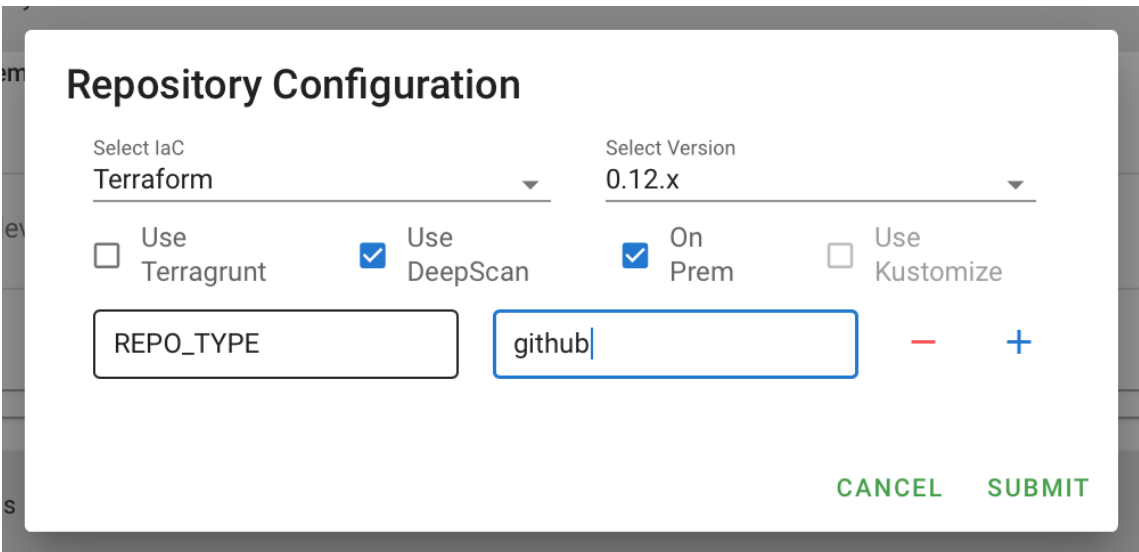 Repository Configuration
Select IaC
Select Version
Terraform
0.12.x
Use
Terragrunt
Use
DeepScan
On
Prem
Use
Kustomize
REPO_TYPE
github
CANCEL
SUBMIT